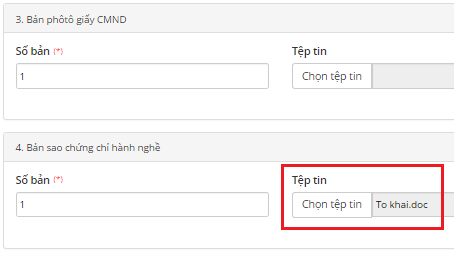 3. Bản phôtô giấy CMND
Số bản (*)
Tệp tin
1
Chọn tệp tin
4. Bản sao chứng chỉ hành nghề
Số bản (*)
Tệp tin
1
Chọn tệp tin
To khai.doc